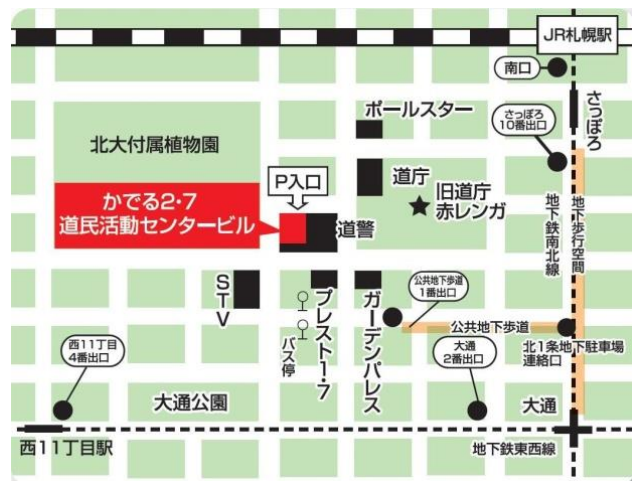 JR札幌駅
南口
さっぽろ
さっぽろ
10番出口
ポールスター
北大付属植物園
道庁
旧道庁
赤レンガ
P入口
かでる2・7
道民活動センタービル
道警
地下鉄南北線
地下歩行空間
STV
プレスト1・7
バス停
ガーデンパレス
公共地下歩道
1番出口
公共地下歩道
北1条地下駐車場
連絡口
西11丁目
4番出口
大通公園
大通
2番出口
大通
西11丁目駅
地下鉄東西線